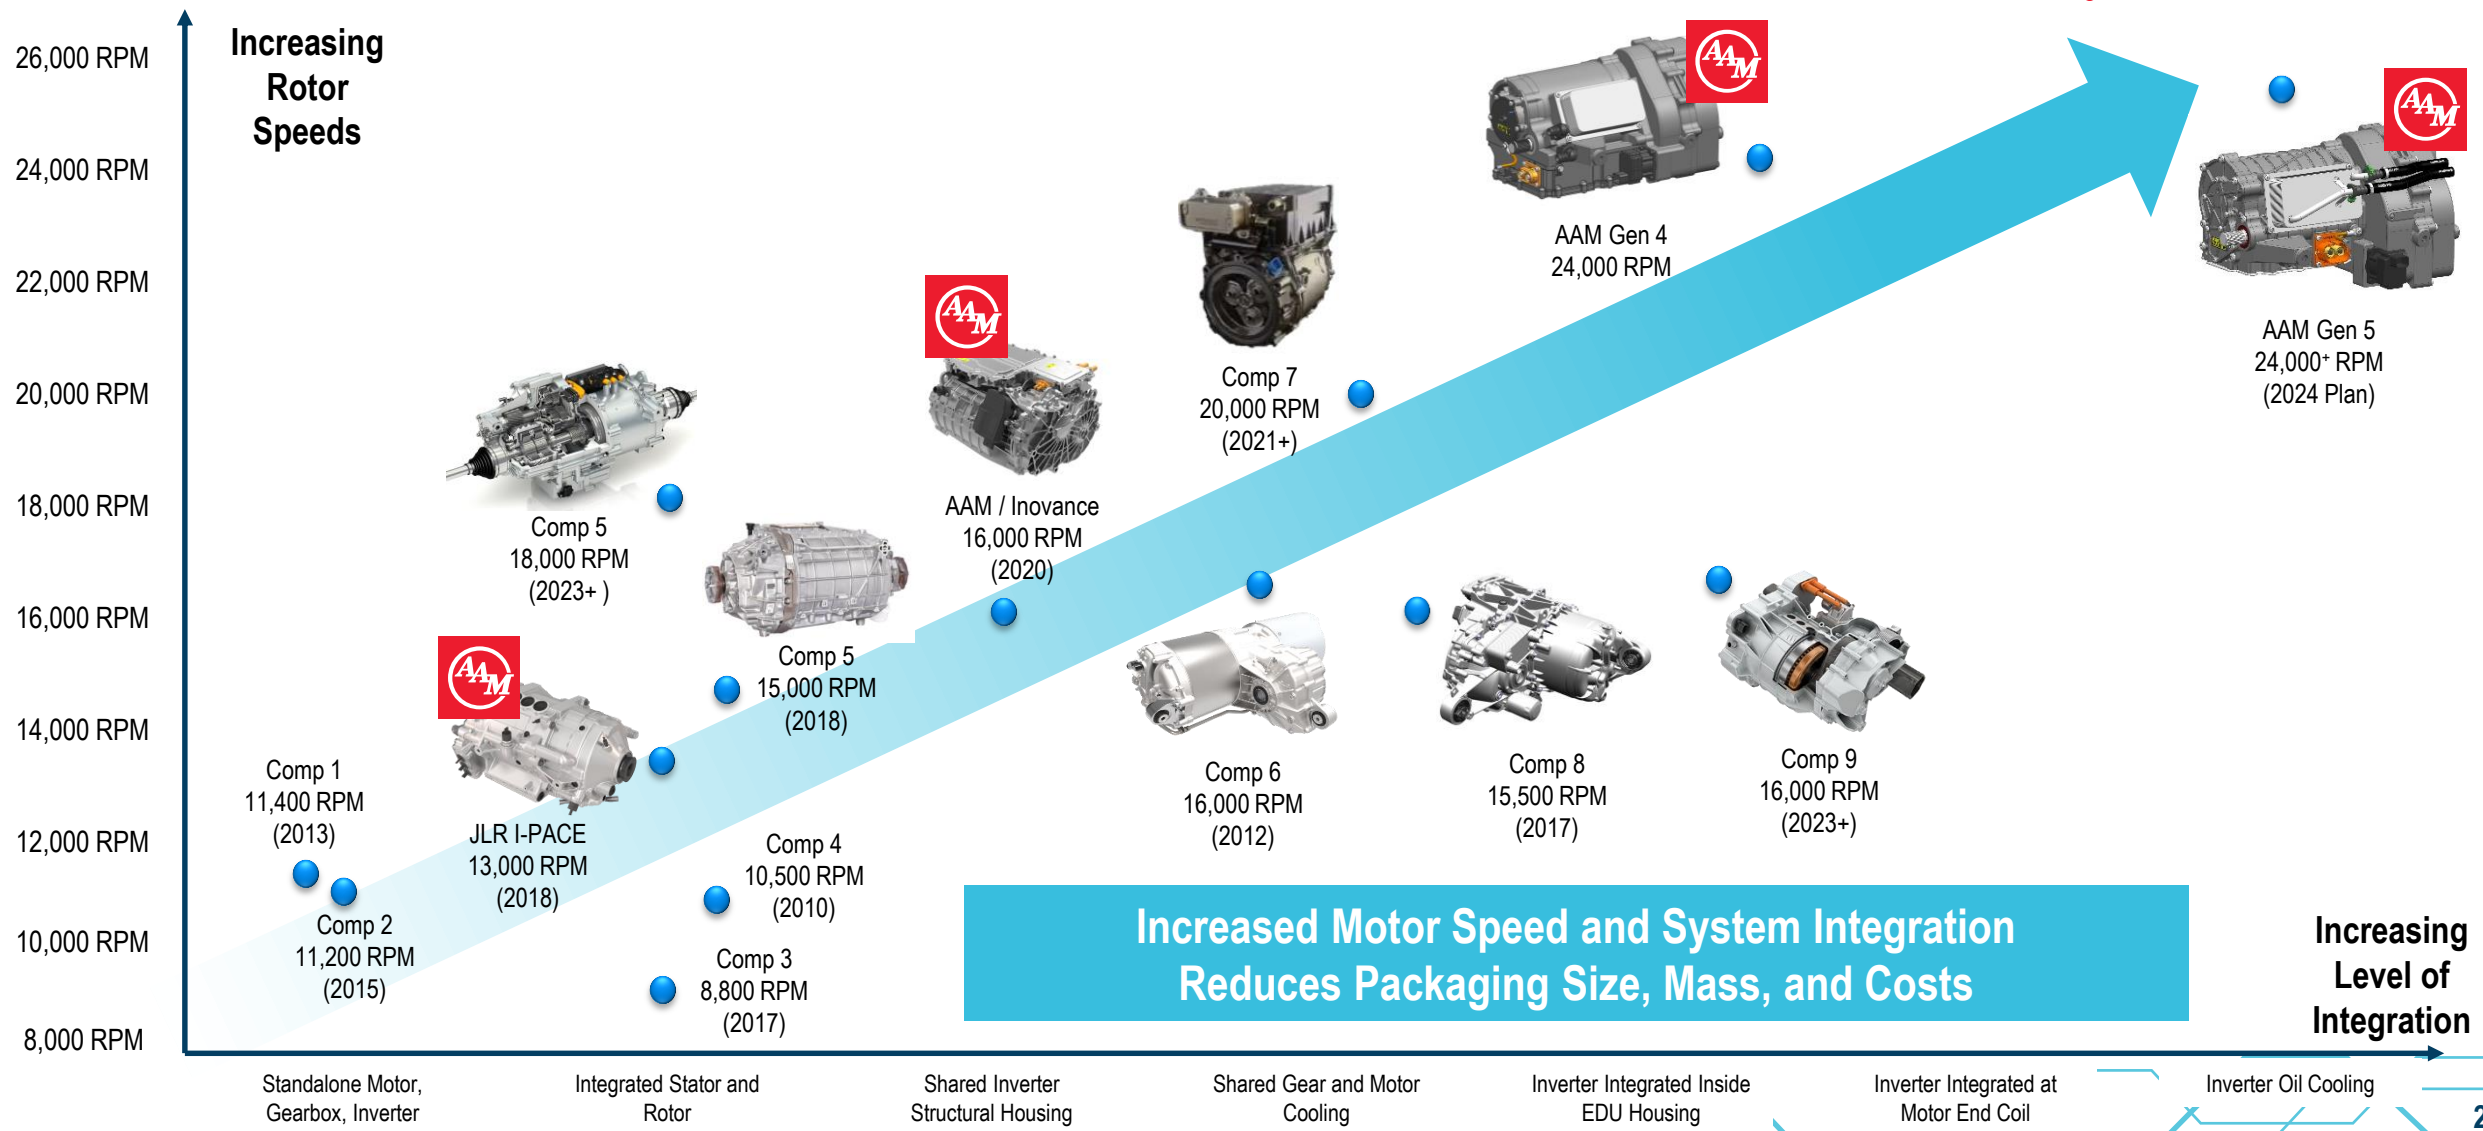 26,000 RPM
24,000 RPM
22,000 RPM
20,000 RPM
18,000 RPM
16,000 RPM
14,000 RPM
12,000 RPM
10,000 RPM
8,000 RPM
Increasing
Rotor
Speeds
AAM
AAM Gen 4
24,000 RPM
AAM
AAM Gen 5
24,000⁺ RPM
(2024 Plan)
Comp 7
20,000 RPM
(2021+)
AAM
AAM / Inovance
16,000 RPM
(2020)
Comp 5
18,000 RPM
(2023+ )
Comp 5
15,000 RPM
(2018)
AAM
JLR I-PACE
13,000 RPM
(2018)
Comp 1
11,400 RPM
(2013)
Comp 2
11,200 RPM
(2015)
Comp 4
10,500 RPM
(2010)
Comp 3
8,800 RPM
(2017)
Comp 6
16,000 RPM
(2012)
Comp 8
15,500 RPM
(2017)
Comp 9
16,000 RPM
(2023+)
Increased Motor Speed and System Integration
Reduces Packaging Size, Mass, and Costs
Increasing
Level of
Integration
Standalone Motor,
Gearbox, Inverter
Integrated Stator and
Rotor
Shared Inverter
Structural Housing
Shared Gear and Motor
Cooling
Inverter Integrated Inside
EDU Housing
Inverter Integrated at
Motor End Coil
Inverter Oil Cooling
2